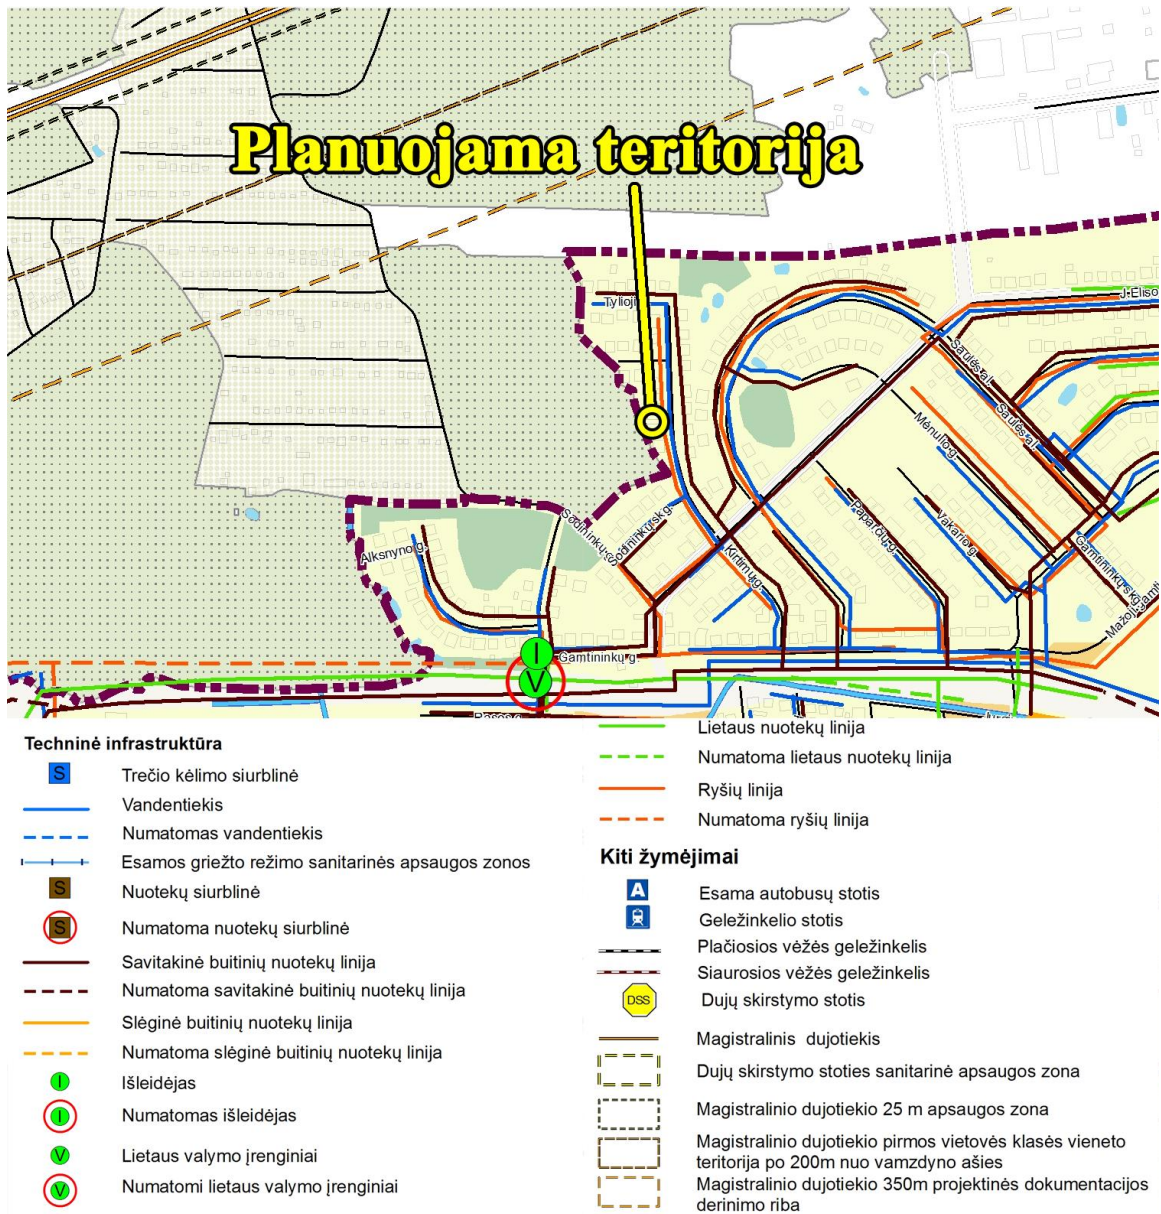 Planuojama teritorija
Tylioji
J.Eliso
Saulės al.
Saulės al.
Mėnulio g.
Sodininkų sk.g.
Alksnyno g.
Kirtimų g.
Paparčių g.
Vakario g.
Gamtininkų sk.g.
Gamtininkų g.
I
V
Techninė infrastruktūra
S Trečio kėlimo siurblinė
Vandentiekis
Numatomas vandentiekis
Esamos griežto režimo sanitarinės apsaugos zonos
S Nuotekų siurblinė
S Numatoma nuotekų siurblinė
Savitakinė buitinių nuotekų linija
Numatoma savitakinė buitinių nuotekų linija
Slėginė buitinių nuotekų linija
Numatoma slėginė buitinių nuotekų linija
I Išleidėjas
I Numatomas išleidėjas
V Lietaus valymo įrenginiai
V Numatomi lietaus valymo įrenginiai
Lietaus nuotekų linija
Numatoma lietaus nuotekų linija
Ryšių linija
Numatoma ryšių linija
Kiti žymėjimai
A Esama autobusų stotis
Geležinkelio stotis
Plačiosios vėžės geležinkelis
Siaurosios vėžės geležinkelis
DSS Dujų skirstymo stotis
Magistralinis dujotiekis
Dujų skirstymo stoties sanitarinė apsaugos zona
Magistralinio dujotiekio 25 m apsaugos zona
Magistralinio dujotiekio pirmos vietovės klasės vieneto
teritorija po 200m nuo vamzdyno ašies
Magistralinio dujotiekio 350m projektinės dokumentacijos
derinimo riba